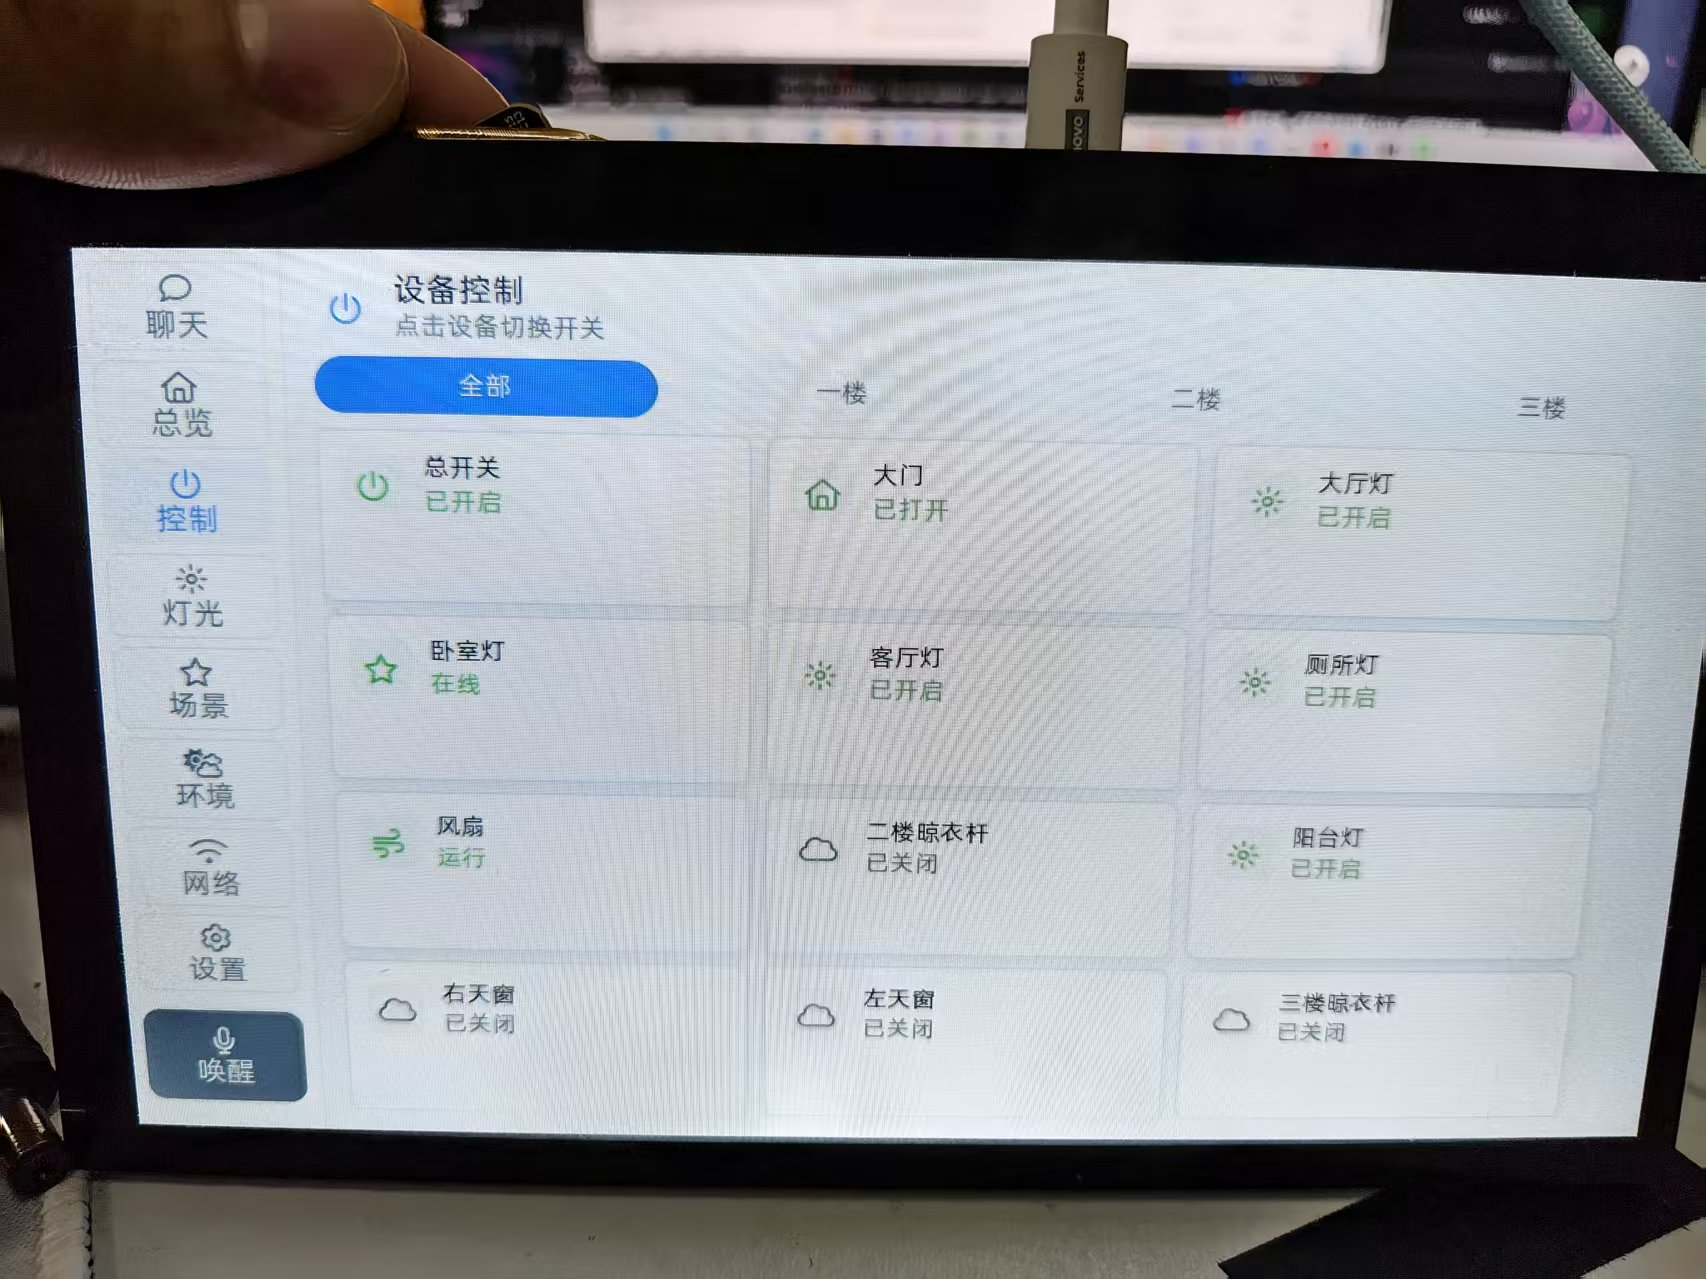 Services
设备控制
点击设备切换开关
聊天
总览
控制
灯光
场景
环境
网络
设置
唤醒
全部
一楼
二楼
三楼
总开关
已开启
大门
已打开
大厅灯
已开启
卧室灯
在线
客厅灯
已开启
厕所灯
已开启
风扇
运行
二楼晾衣杆
已关闭
阳台灯
已开启
右天窗
已关闭
左天窗
已关闭
三楼晾衣杆
已关闭